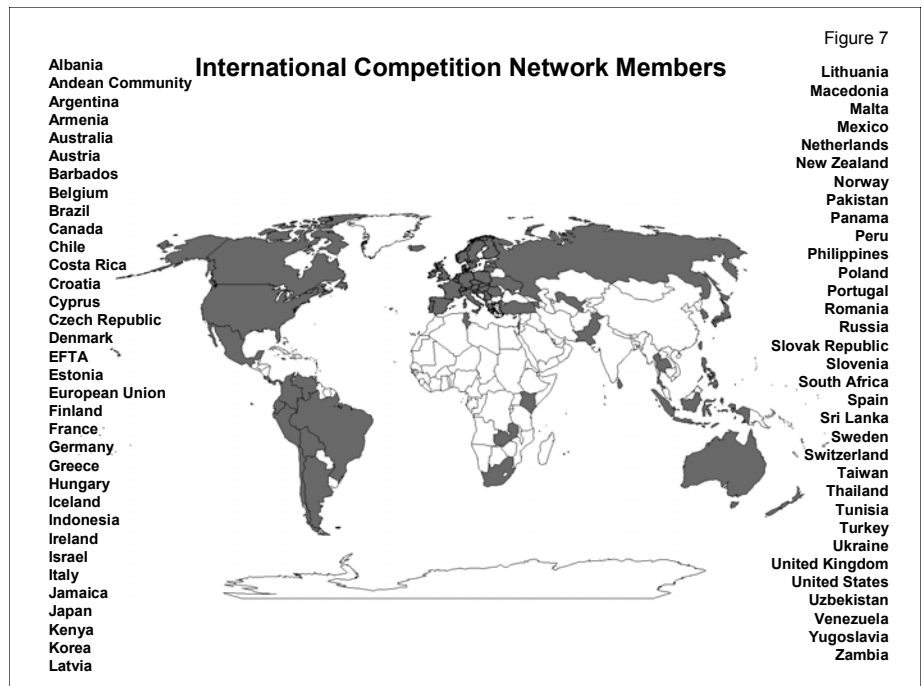 Figure 7
International Competition Network Members
Albania
Andean Community
Argentina
Armenia
Australia
Austria
Barbados
Belgium
Brazil
Canada
Chile
Costa Rica
Croatia
Cyprus
Czech Republic
Denmark
EFTA
Estonia
European Union
Finland
France
Germany
Greece
Hungary
Iceland
Indonesia
Ireland
Israel
Italy
Jamaica
Japan
Kenya
Korea
Latvia
Lithuania
Macedonia
Malta
Mexico
Netherlands
New Zealand
Norway
Pakistan
Panama
Peru
Philippines
Poland
Portugal
Romania
Russia
Slovak Republic
Slovenia
South Africa
Spain
Sri Lanka
Sweden
Switzerland
Taiwan
Thailand
Tunisia
Turkey
Ukraine
United Kingdom
United States
Uzbekistan
Venezuela
Yugoslavia
Zambia